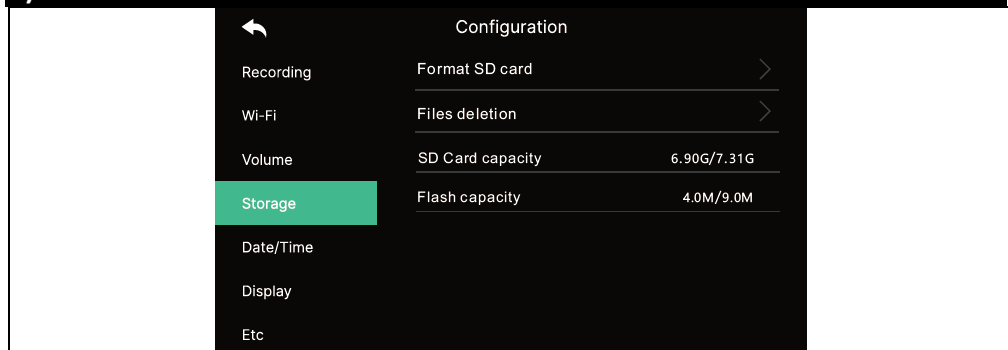 Configuration
Recording
Wi-Fi
Volume
Storage
Date/Time
Display
Etc
Format SD card
Files deletion
SD Card capacity 6.90G/7.31G
Flash capacity 4.0M/9.0M